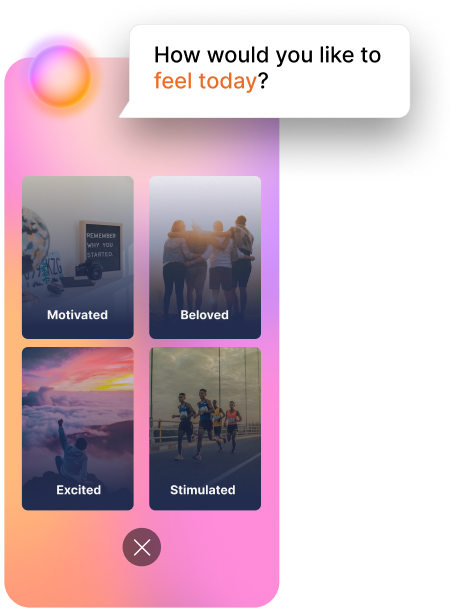 How would you like to
feel today?
REMEMBER
WHY YOU
STARTED.
Motivated
Beloved
Excited
Stimulated